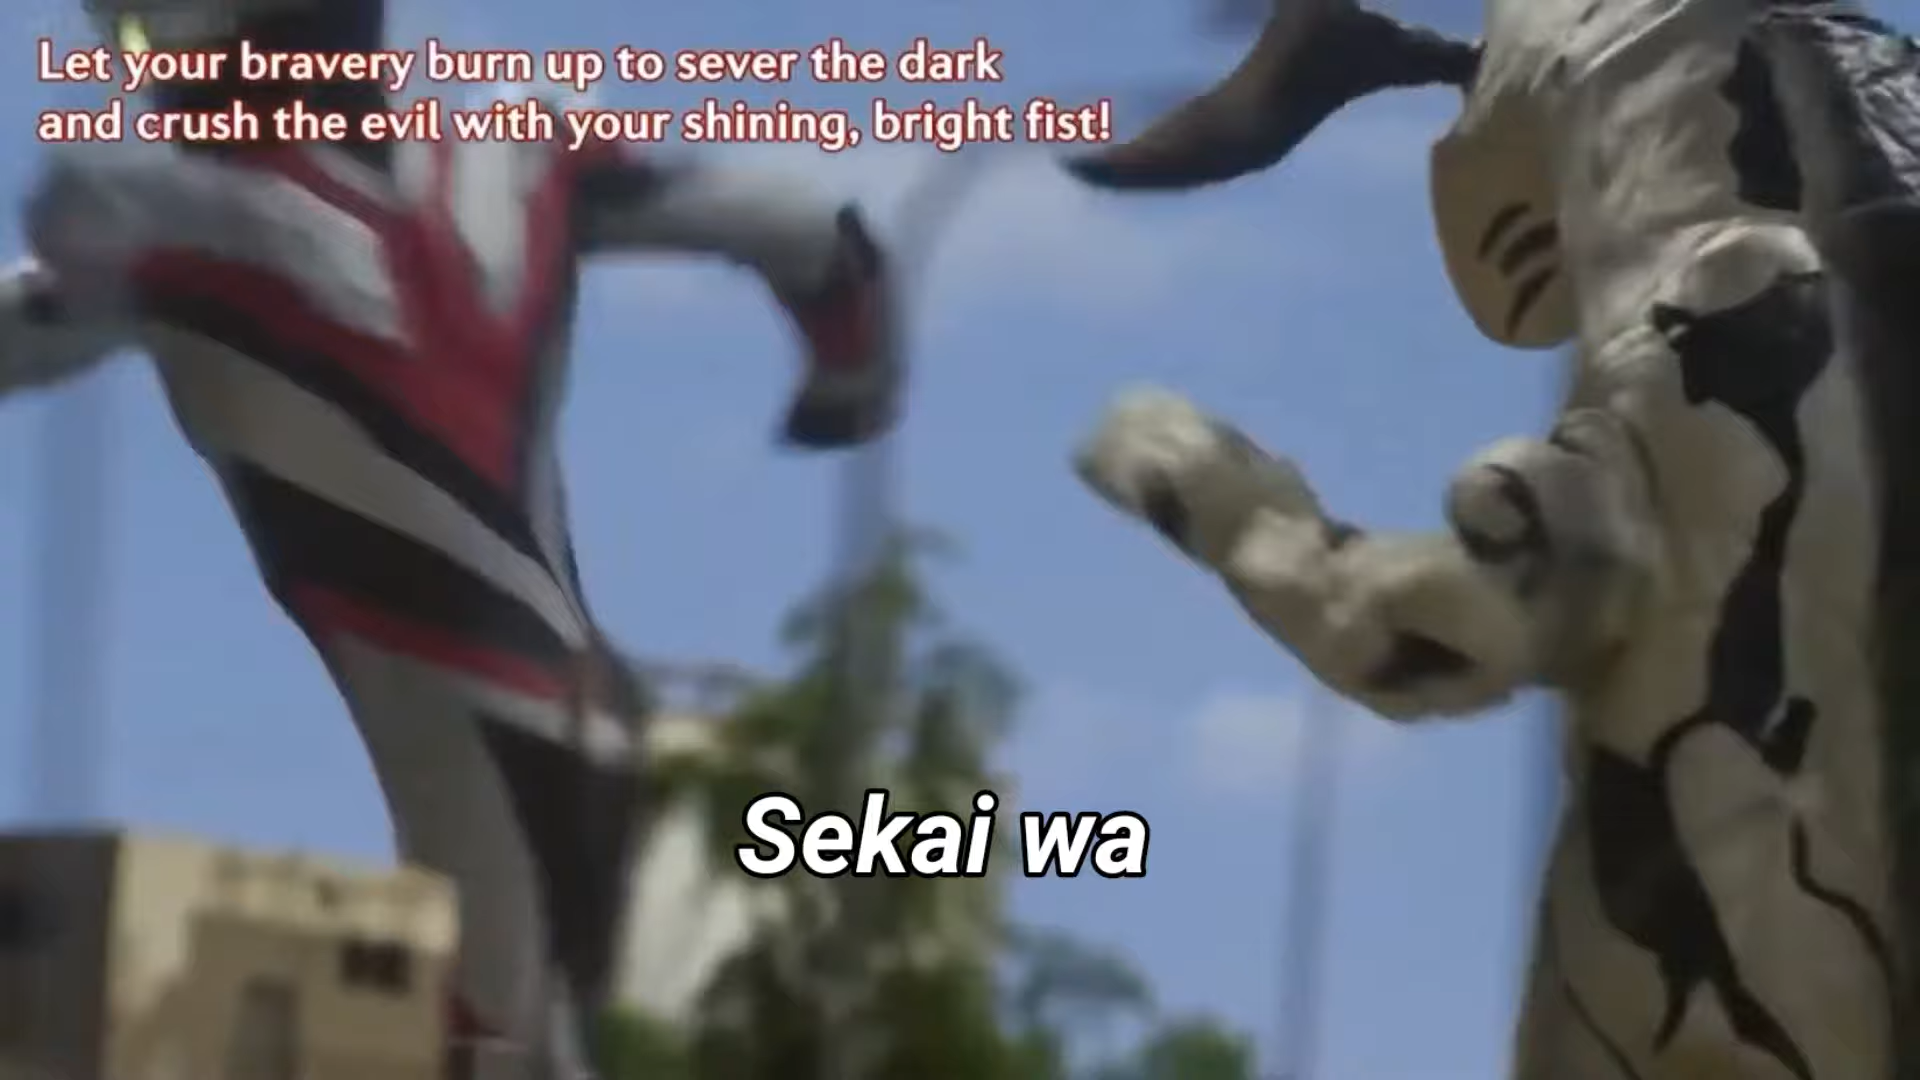 Let your bravery burn up to sever the dark
and crush the evil with your shining, bright fist!
Sekai wa